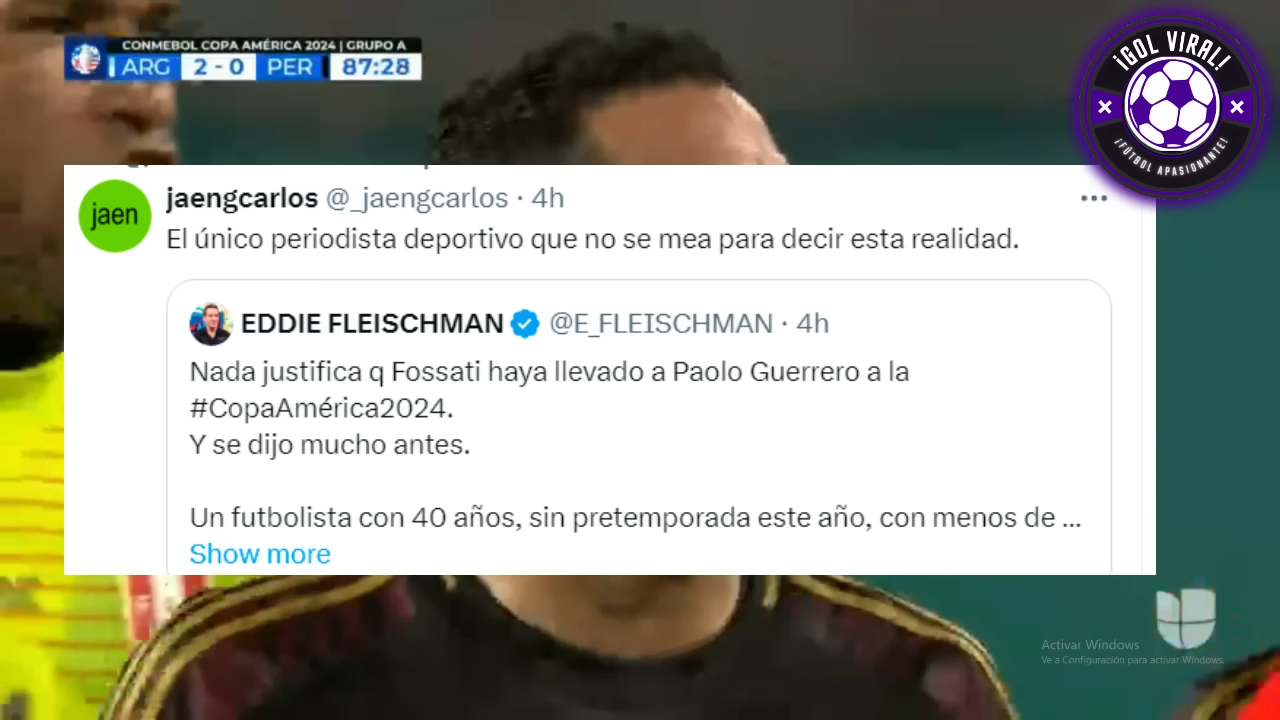 CONMEBOL COPA AMÉRICA 2024 | GRUPO A
ARG 2 - 0 PER 87:28
¡GOL VIRAL!
¡FÚTBOL APASIONANTE!
jaen
jaengcarlos @_jaengcarlos · 4h
El único periodista deportivo que no se mea para decir esta realidad.
EDDIE FLEISCHMAN @E_FLEISCHMAN · 4h
Nada justifica q Fossati haya llevado a Paolo Guerrero a la
#CopaAmérica2024.
Y se dijo mucho antes.
Un futbolista con 40 años, sin pretemporada este año, con menos de ...
Show more
Activar Windows
Ve a Configuración para activar Windows.